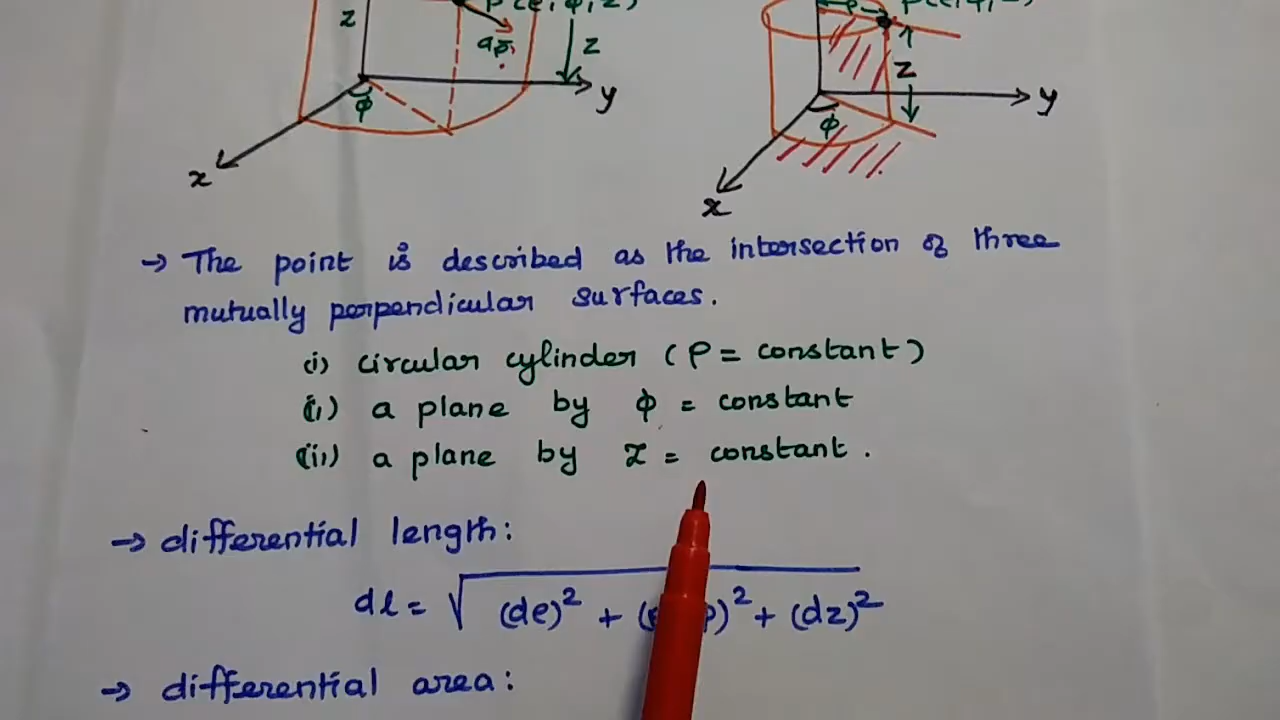 z
z
φ
y
x
z
φ
y
x
→ The point is described as the intersection of three
mutually perpendicular surfaces.
(i) circular cylinder (ρ = constant)
(ii) a plane by φ = constant
(iii) a plane by z = constant.
→ differential length:
dl = √ (dρ)² + ( )² + (dz)²
→ differential area: